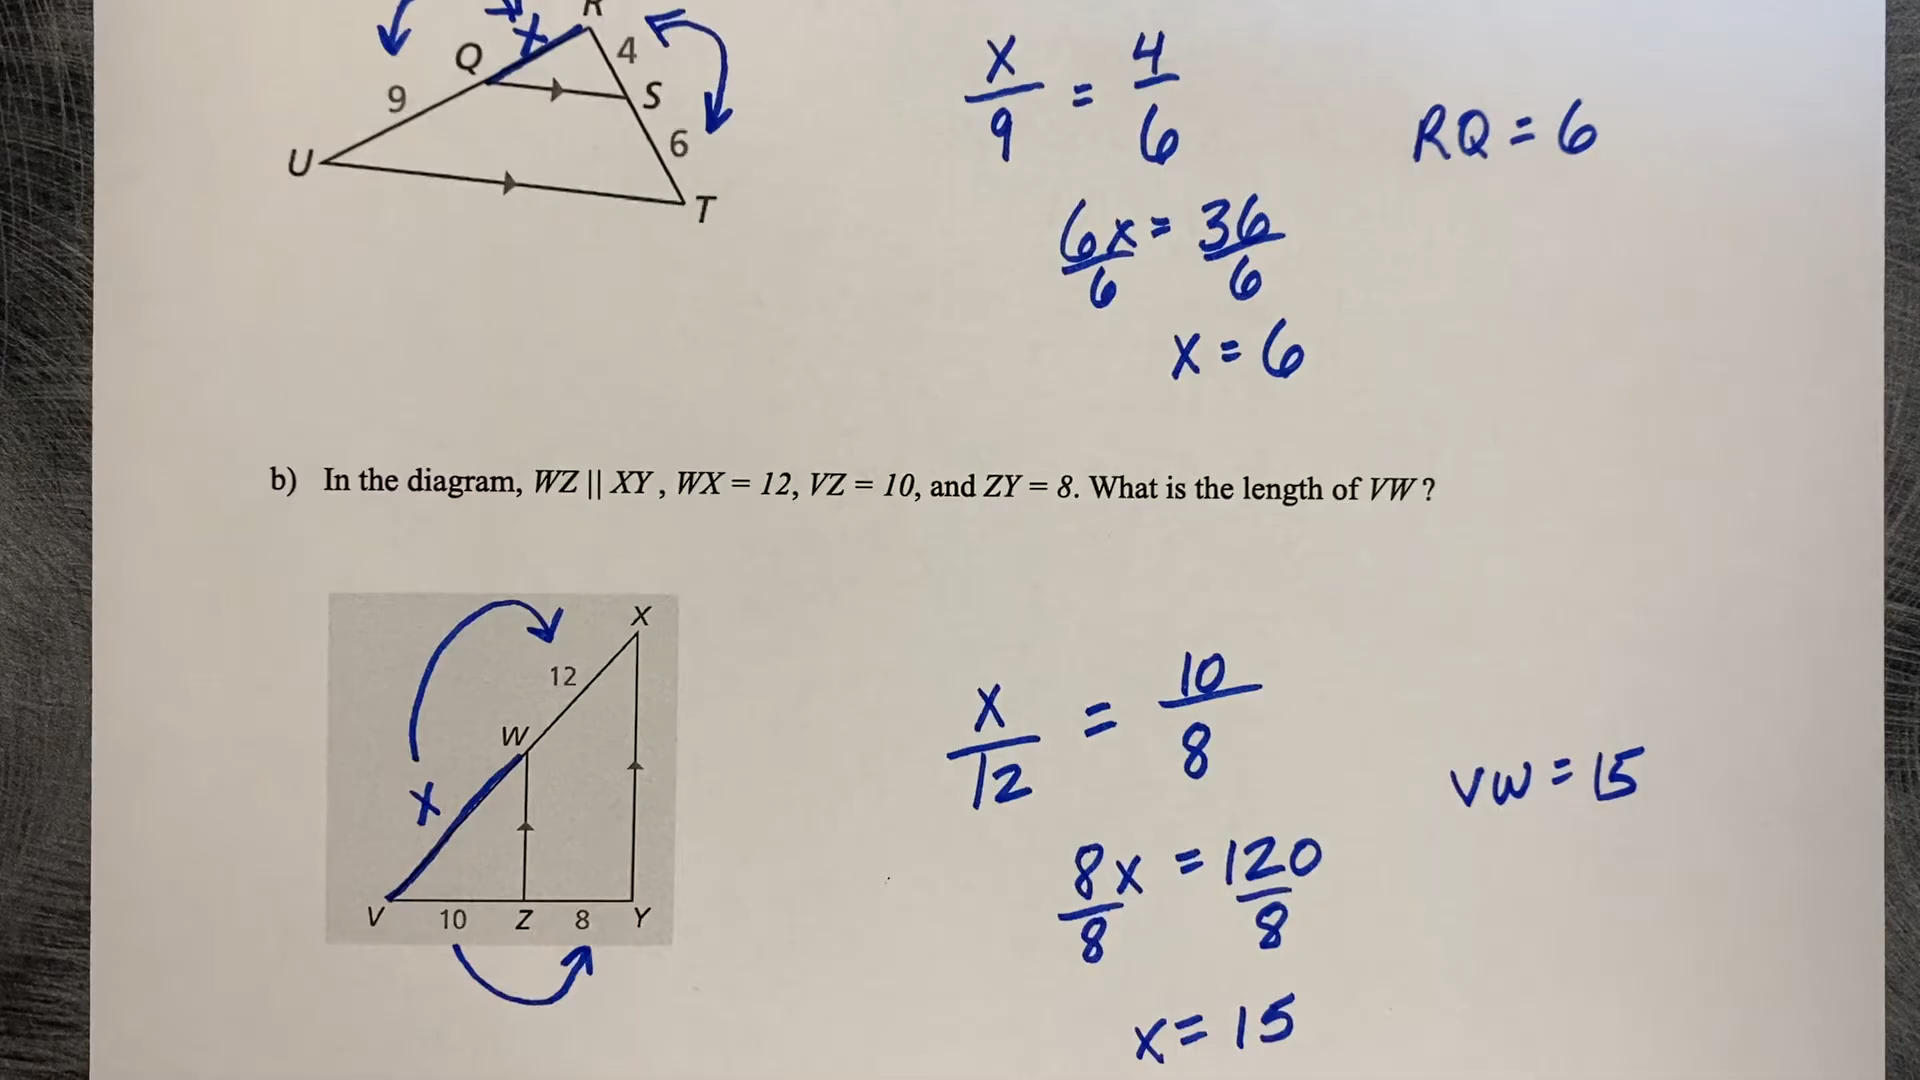 R
X
Q
4
S
9
6
U
T
x/9 = 4/6
RQ = 6
6x/6 = 36/6
x = 6
b) In the diagram, WZ || XY, WX = 12, VZ = 10, and ZY = 8. What is the length of VW?
X
12
W
X
V 10 Z 8 Y
x/12 = 10/8
VW = 15
8x/8 = 120/8
x = 15